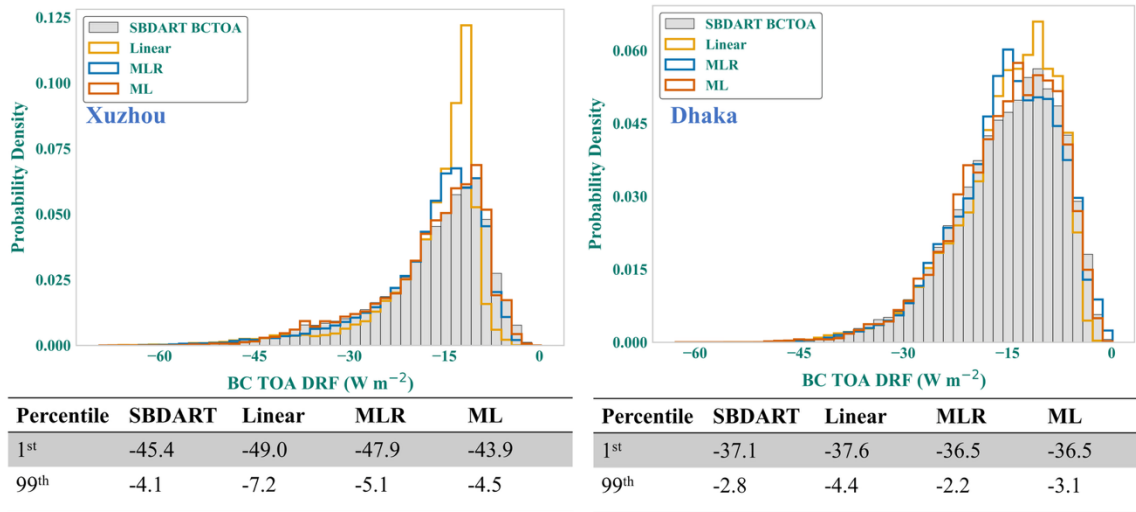 0.125
0.100
0.075
0.050
0.025
0.000
Probability Density
SBDART BCTOA
Linear
MLR
ML
Xuzhou
−60 −45 −30 −15 0
BC TOA DRF (W m⁻²)
Percentile SBDART Linear MLR ML
1st -45.4 -49.0 -47.9 -43.9
99th -4.1 -7.2 -5.1 -4.5
0.060
0.045
0.030
0.015
0.000
Probability Density
SBDART BCTOA
Linear
MLR
ML
Dhaka
−60 −45 −30 −15 0
BC TOA DRF (W m⁻²)
Percentile SBDART Linear MLR ML
1st -37.1 -37.6 -36.5 -36.5
99th -2.8 -4.4 -2.2 -3.1